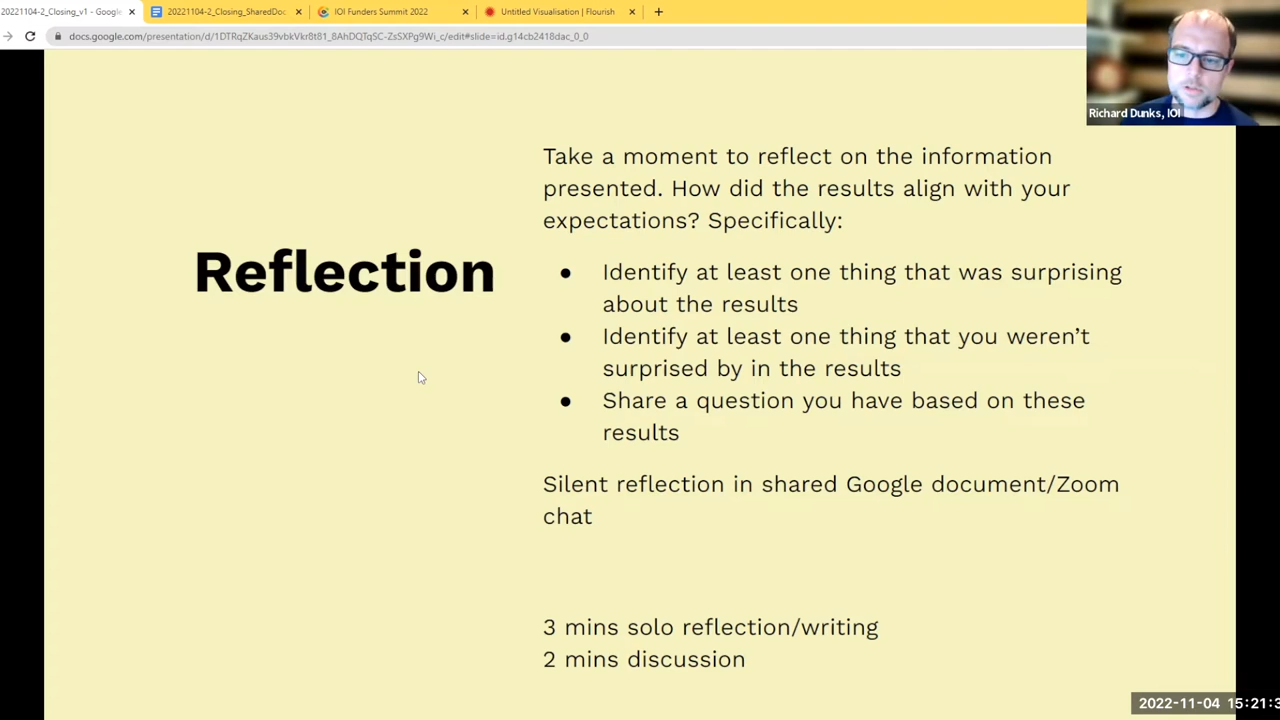 20221104-2_Closing_v1 - Google
20221104-2_Closing_SharedDoc
IOI Funders Summit 2022
Untitled Visualisation | Flourish
docs.google.com/presentation/d/1DTRqZKaus39vbkVkr8t81_8AhDQTqSC-ZsSXPg9Wi_c/edit#slide=id.g14cb2418dac_0_0
Richard Dunks, IOI
Take a moment to reflect on the information
presented. How did the results align with your
expectations? Specifically:
Reflection
● Identify at least one thing that was surprising
about the results
● Identify at least one thing that you weren’t
surprised by in the results
● Share a question you have based on these
results
Silent reflection in shared Google document/Zoom
chat
3 mins solo reflection/writing
2 mins discussion
2022-11-04 15:21:3